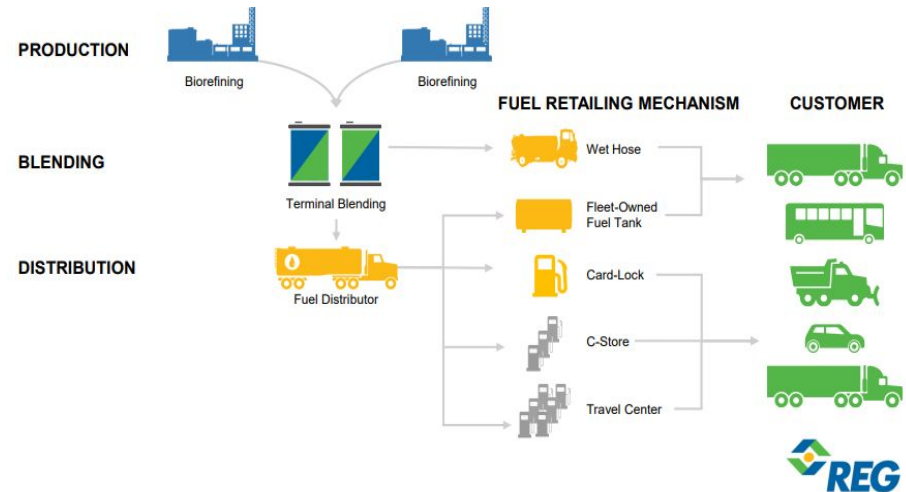 PRODUCTION
Biorefining
Biorefining
FUEL RETAILING MECHANISM
CUSTOMER
BLENDING
Wet Hose
Terminal Blending
Fleet-Owned
Fuel Tank
DISTRIBUTION
Card-Lock
Fuel Distributor
C-Store
Travel Center
REG